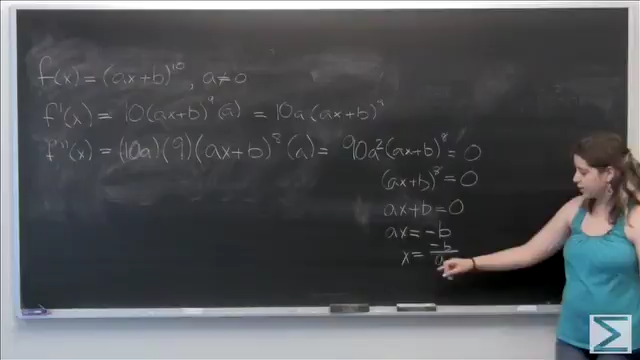 f(x) = (ax+b)^10, a≠0
f'(x) = 10(ax+b)^9 (a) = 10a(ax+b)^9
f''(x) = (10a)(9)(ax+b)^8 (a) = 90a^2(ax+b)^8 = 0
(ax+b)^8 = 0
ax+b = 0
ax = -b
x = -b/a
Σ